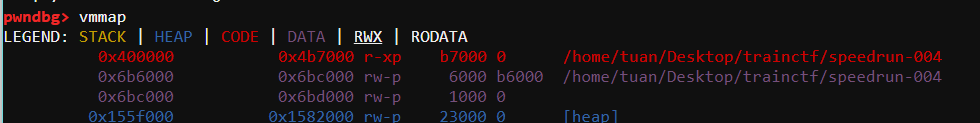 pwndbg> vmmap
LEGEND: STACK | HEAP | CODE | DATA | RWX | RODATA
0x400000 0x4b7000 r-xp b7000 0 /home/tuan/Desktop/trainctf/speedrun-004
0x6b6000 0x6bc000 rw-p 6000 b6000 /home/tuan/Desktop/trainctf/speedrun-004
0x6bc000 0x6bd000 rw-p 1000 0
0x155f000 0x1582000 rw-p 23000 0 [heap]